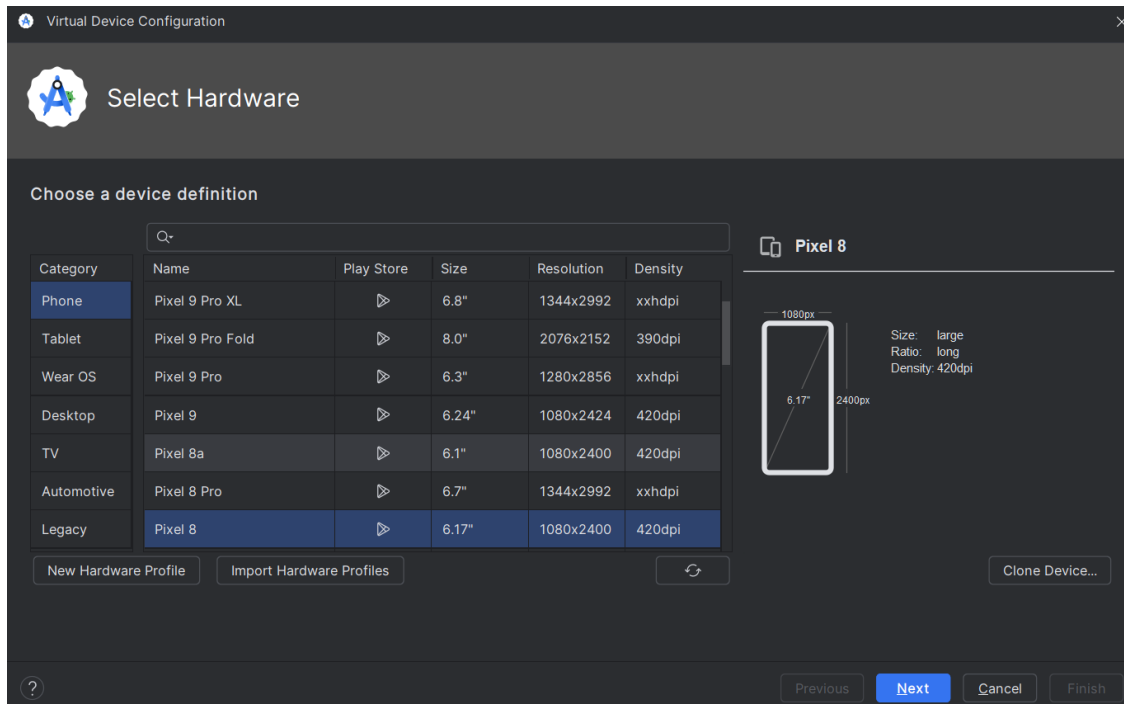 Virtual Device Configuration
Select Hardware
Choose a device definition
Category
Phone
Tablet
Wear OS
Desktop
TV
Automotive
Legacy
Name Play Store Size Resolution Density
Pixel 9 Pro XL 6.8" 1344x2992 xxhdpi
Pixel 9 Pro Fold 8.0" 2076x2152 390dpi
Pixel 9 Pro 6.3" 1280x2856 xxhdpi
Pixel 9 6.24" 1080x2424 420dpi
Pixel 8a 6.1" 1080x2400 420dpi
Pixel 8 Pro 6.7" 1344x2992 xxhdpi
Pixel 8 6.17" 1080x2400 420dpi
New Hardware Profile Import Hardware Profiles
Pixel 8
1080px
6.17"
2400px
Size: large
Ratio: long
Density: 420dpi
Clone Device...
? Previous Next Cancel Finish